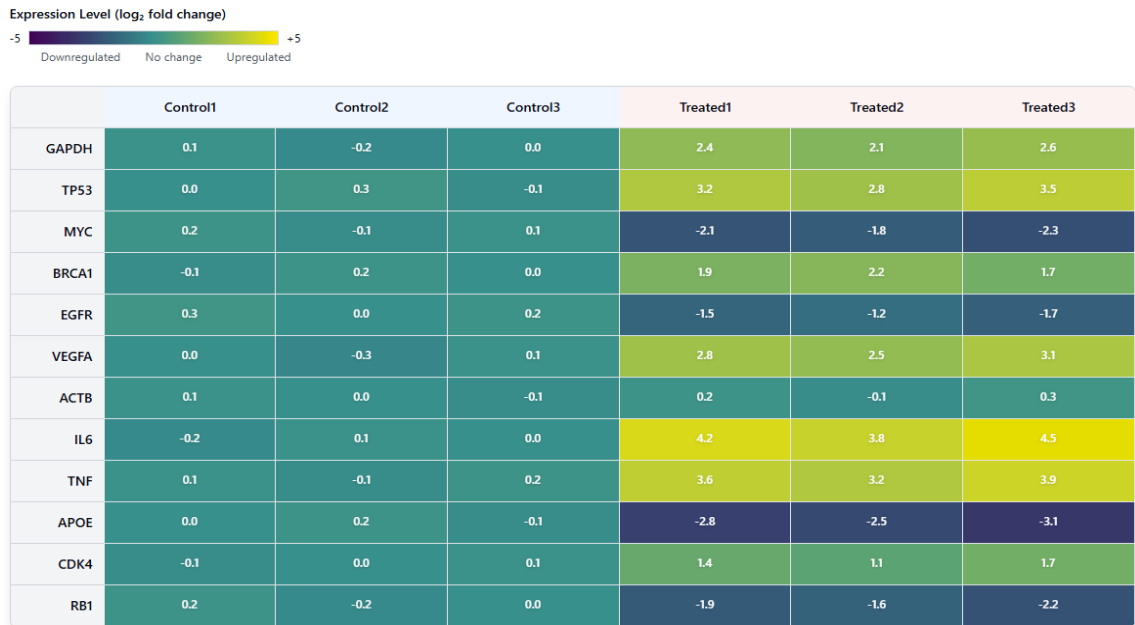 Expression Level (log₂ fold change)
-5 +5
Downregulated No change Upregulated
Control1 Control2 Control3 Treated1 Treated2 Treated3
GAPDH 0.1 -0.2 0.0 2.4 2.1 2.6
TP53 0.0 0.3 -0.1 3.2 2.8 3.5
MYC 0.2 -0.1 0.1 -2.1 -1.8 -2.3
BRCA1 -0.1 0.2 0.0 1.9 2.2 1.7
EGFR 0.3 0.0 0.2 -1.5 -1.2 -1.7
VEGFA 0.0 -0.3 0.1 2.8 2.5 3.1
ACTB 0.1 0.0 -0.1 0.2 -0.1 0.3
IL6 -0.2 0.1 0.0 4.2 3.8 4.5
TNF 0.1 -0.1 0.2 3.6 3.2 3.9
APOE 0.0 0.2 -0.1 -2.8 -2.5 -3.1
CDK4 -0.1 0.0 0.1 1.4 1.1 1.7
RB1 0.2 -0.2 0.0 -1.9 -1.6 -2.2